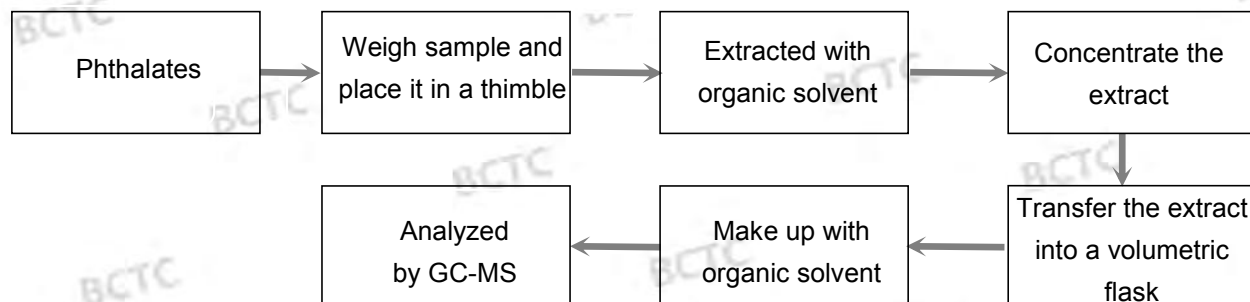 BCTC
Phthalates
Weigh sample and
place it in a thimble
Extracted with
organic solvent
Concentrate the
extract
BCTC
BCTC
BCTC
BCTC
Transfer the extract
into a volumetric
flask
Make up with
organic solvent
Analyzed
by GC-MS
BCTC
BCTC